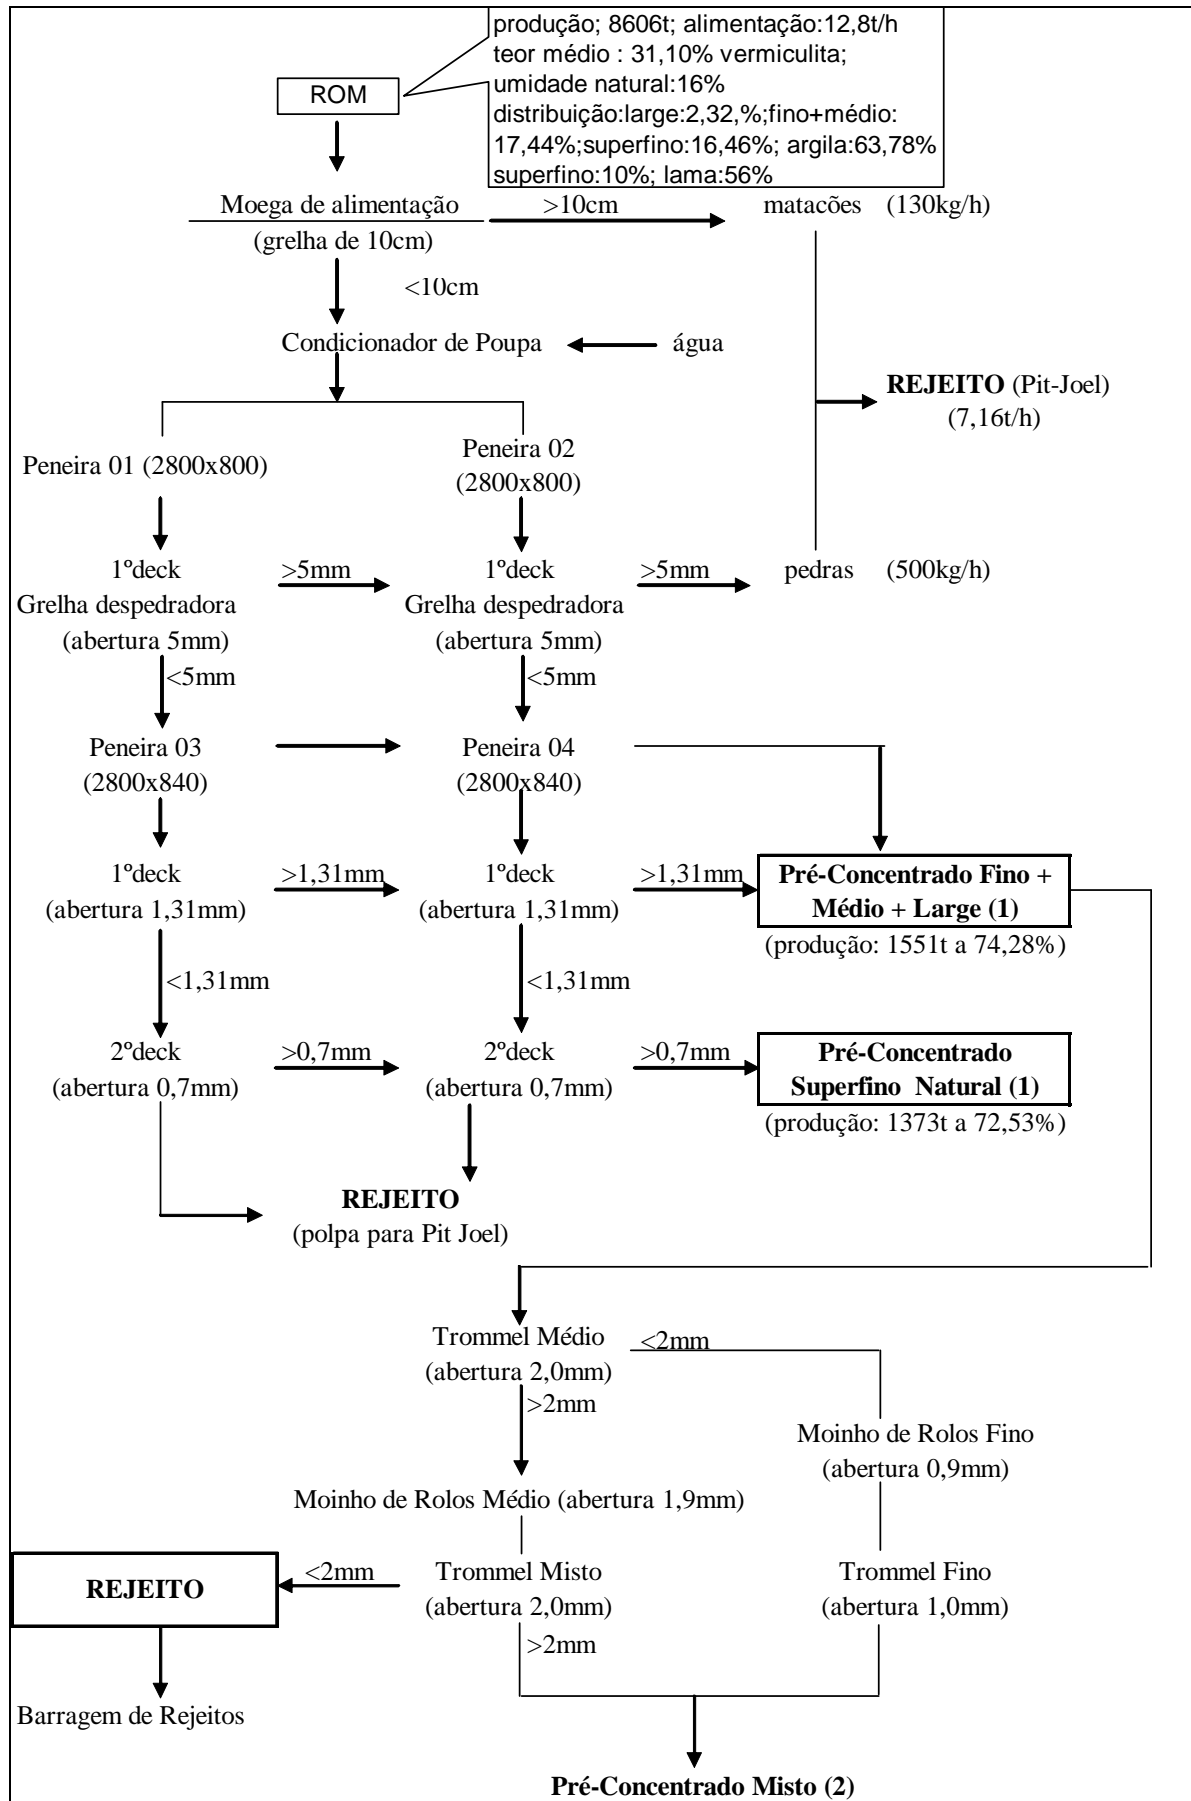 produção; 8606t; alimentação:12,8t/h
teor médio : 31,10% vermiculita;
umidade natural:16%
distribuição:large:2,32,%;fino+médio:
17,44%;superfino:16,46%; argila:63,78%
superfino:10%; lama:56%
ROM
Moega de alimentação
(grelha de 10cm)
>10cm
matacões (130kg/h)
<10cm
Condicionador de Poupa
água
REJEITO (Pit-Joel)
(7,16t/h)
Peneira 01 (2800x800)
Peneira 02
(2800x800)
1ºdeck
Grelha despedradora
(abertura 5mm)
>5mm
1ºdeck
Grelha despedradora
(abertura 5mm)
>5mm
pedras (500kg/h)
<5mm
<5mm
Peneira 03
(2800x840)
Peneira 04
(2800x840)
1ºdeck
(abertura 1,31mm)
>1,31mm
1ºdeck
(abertura 1,31mm)
>1,31mm
Pré-Concentrado Fino +
Médio + Large (1)
(produção: 1551t a 74,28%)
<1,31mm
<1,31mm
2ºdeck
(abertura 0,7mm)
>0,7mm
2ºdeck
(abertura 0,7mm)
>0,7mm
Pré-Concentrado
Superfino Natural (1)
(produção: 1373t a 72,53%)
REJEITO
(polpa para Pit Joel)
Trommel Médio
(abertura 2,0mm)
<2mm
>2mm
Moinho de Rolos Fino
(abertura 0,9mm)
Moinho de Rolos Médio (abertura 1,9mm)
REJEITO
<2mm
Trommel Misto
(abertura 2,0mm)
Trommel Fino
(abertura 1,0mm)
>2mm
Barragem de Rejeitos
Pré-Concentrado Misto (2)